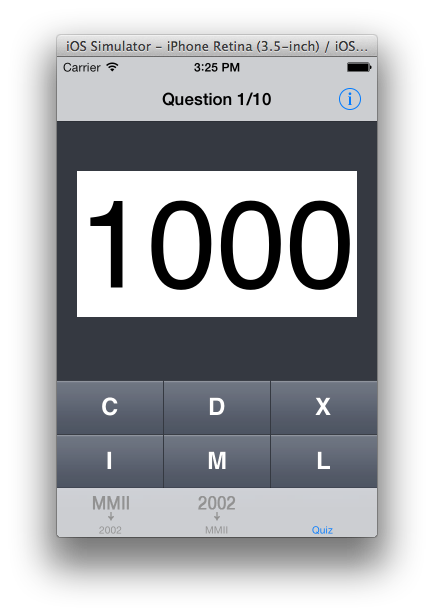 iOS Simulator – iPhone Retina (3.5-inch) / iOS...
Carrier 3:25 PM
Question 1/10
1000
C D X
I M L
MMII 2002
2002 MMII Quiz